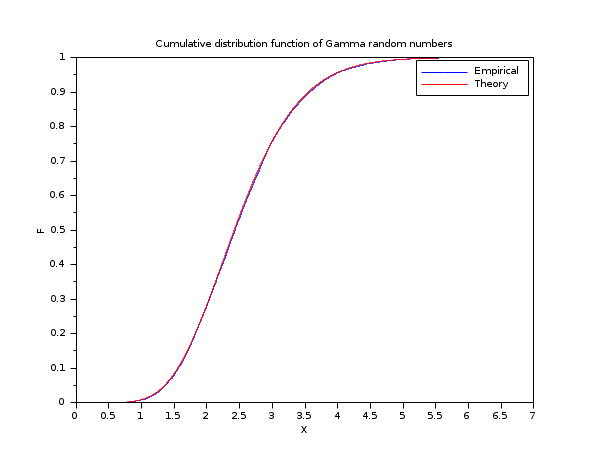 Cumulative distribution function of Gamma random numbers
1
0.9
0.8
0.7
0.6
0.5
0.4
0.3
0.2
0.1
0
F
Empirical
Theory
0 0.5 1 1.5 2 2.5 3 3.5 4 4.5 5 5.5 6 6.5 7
X